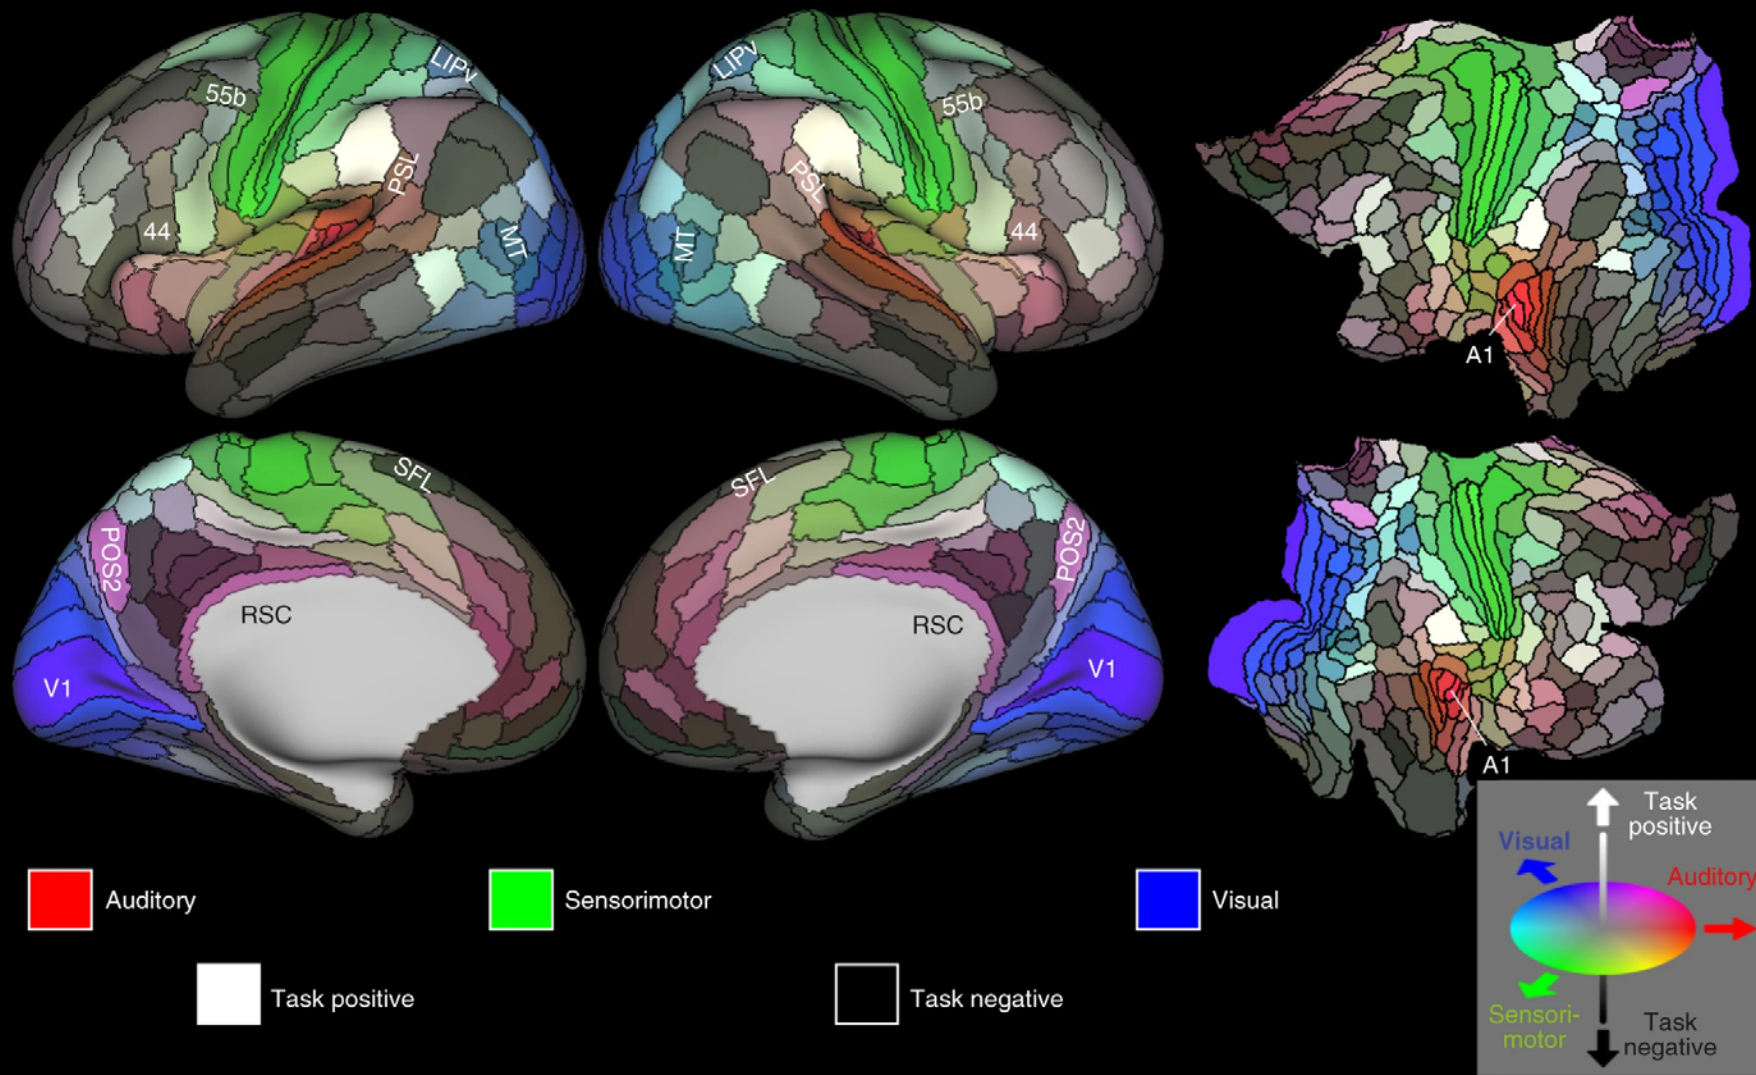 LIPv
55b
PSL
44
MT
LIPv
55b
PSL
44
MT
A1
SFL
POS2
RSC
V1
SFL
POS2
RSC
V1
A1
Auditory
Sensorimotor
Visual
Task positive
Task negative
Task
positive
Visual
Auditory
Sensori-
motor
Task
negative